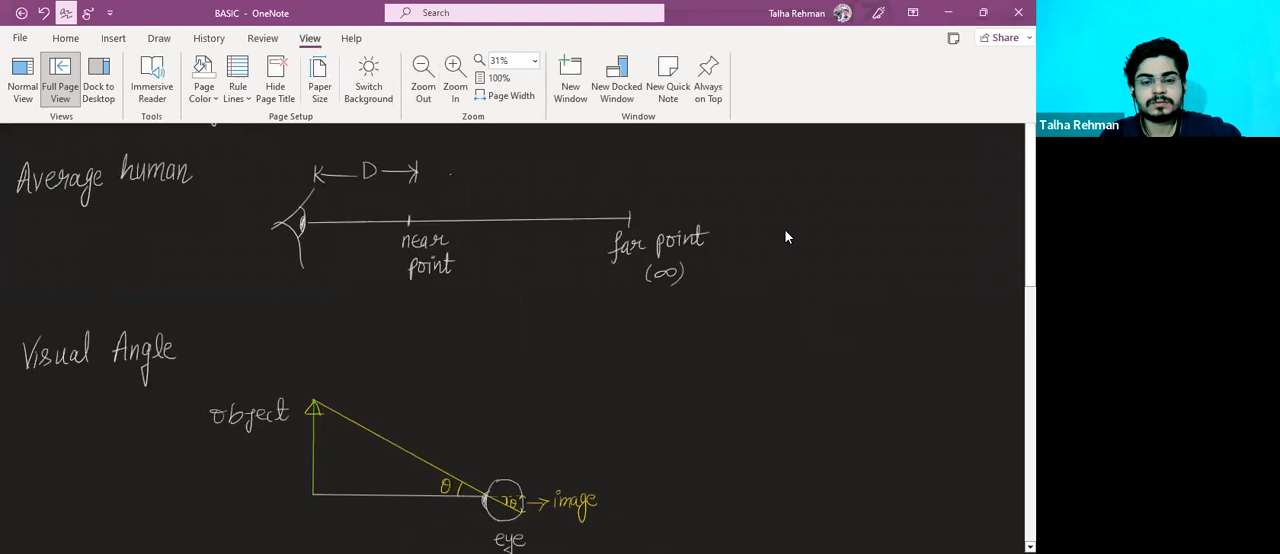 BASIC - OneNote
Search
Talha Rehman
File Home Insert Draw History Review View Help
Share
Normal View
Full Page View
Dock to Desktop
Immersive Reader
Page Color
Rule Lines
Hide Page Title
Paper Size
Switch Background
Zoom Out
Zoom In
31%
100%
Page Width
New Window
New Docked Window
New Quick Note
Always on Top
Views
Tools
Page Setup
Zoom
Window
Talha Rehman
Average human
D
near point
far point
(∞)
Visual Angle
object
θ
θ
image
eye